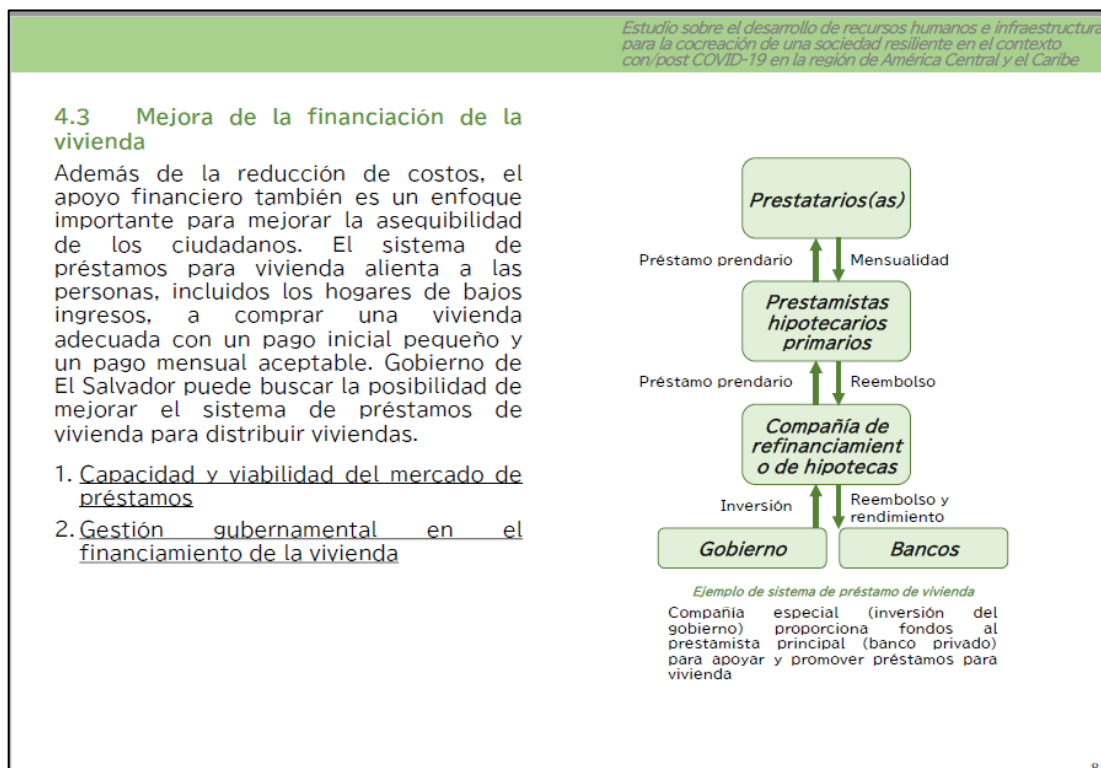 Estudio sobre el desarrollo de recursos humanos e infraestructura
para la cocreación de una sociedad resiliente en el contexto
con/post COVID-19 en la región de América Central y el Caribe
4.3 Mejora de la financiación de la
vivienda
Además de la reducción de costos, el
apoyo financiero también es un enfoque
importante para mejorar la asequibilidad
de los ciudadanos. El sistema de
préstamos para vivienda alienta a las
personas, incluidos los hogares de bajos
ingresos, a comprar una vivienda
adecuada con un pago inicial pequeño y
un pago mensual aceptable. Gobierno de
El Salvador puede buscar la posibilidad de
mejorar el sistema de préstamos de
vivienda para distribuir viviendas.
1. Capacidad y viabilidad del mercado de
préstamos
2. Gestión gubernamental en el
financiamiento de la vivienda
Prestatarios(as)
Préstamo prendario
Mensualidad
Prestamistas
hipotecarios
primarios
Préstamo prendario
Reembolso
Compañía de
refinanciamient
o de hipotecas
Inversión
Reembolso y
rendimiento
Gobierno
Bancos
Ejemplo de sistema de préstamo de vivienda
Compañía especial (inversión del
gobierno) proporciona fondos al
prestamista principal (banco privado)
para apoyar y promover préstamos para
vivienda
8